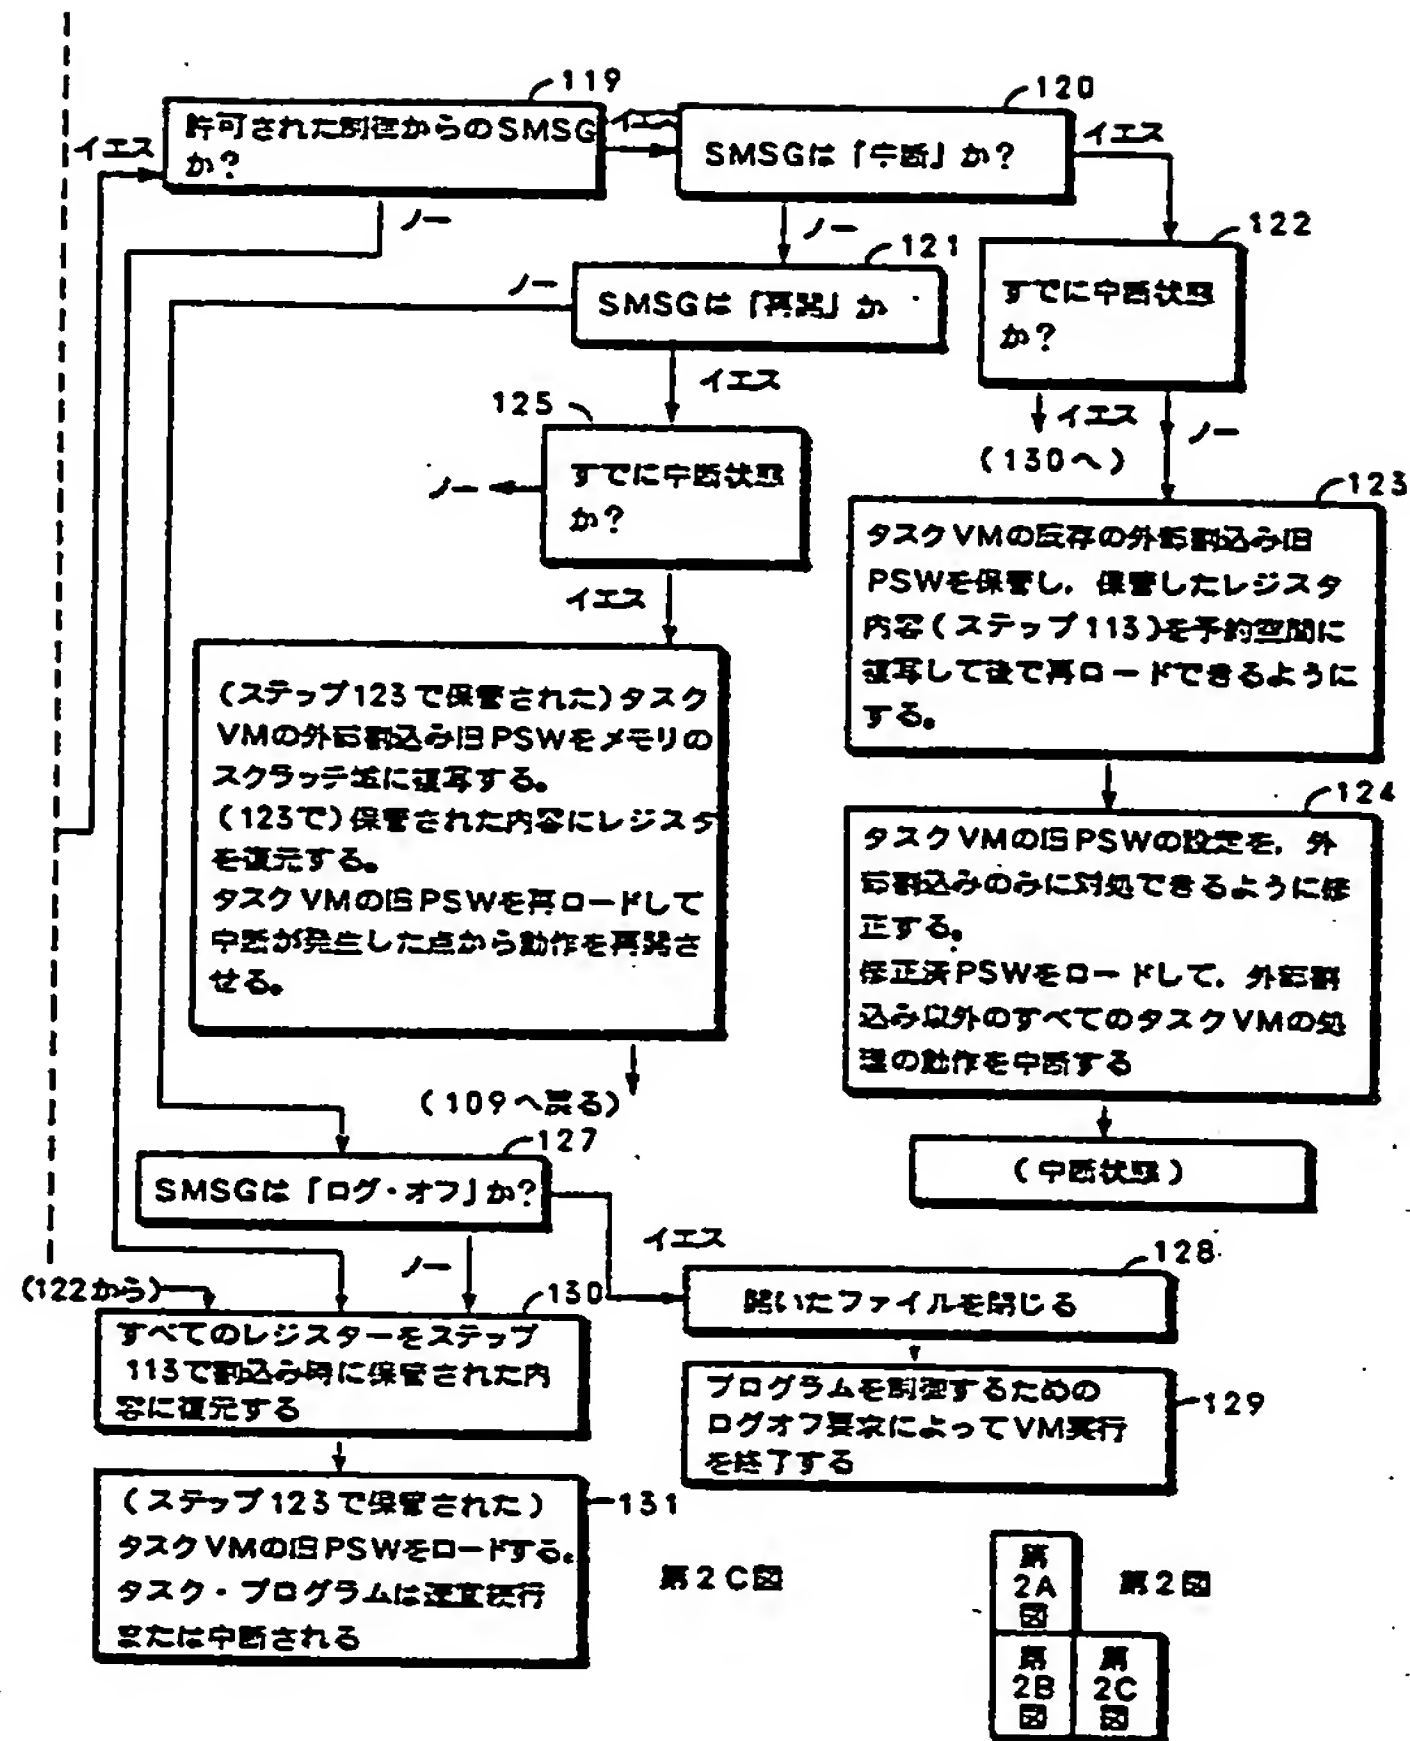 119
許可された制御からのSMSG
か?
イエス
イエス
ノー
120
SMSGは「中断」か?
イエス
ノー
121
SMSGは「再開」か
ノー
イエス
122
すでに中断状態
か?
イエス
ノー
(130へ)
125
すでに中断状態
か?
ノー
イエス
123
タスクVMの既存の外部割込み旧
PSWを保管し,保管したレジスタ
内容(ステップ113)を予約空間に
複写して後で再ロードできるように
する。
(ステップ123で保管された)タスク
VMの外部割込み旧PSWをメモリの
スクラッチ域に複写する。
(123で)保管された内容にレジスタ
を復元する。
タスクVMの旧PSWを再ロードして
中断が発生した点から動作を再開さ
せる。
(109へ戻る)
124
タスクVMの旧PSWの設定を,外
部割込みのみに対処できるように修
正する。
修正済PSWをロードして,外部割
込み以外のすべてのタスクVMの処
理の動作を中断する
(中断状態)
127
SMSGは「ログ・オフ」か?
イエス
ノー
128
開いたファイルを閉じる
129
プログラムを制御するための
ログオフ要求によってVM実行
を終了する
(122から)
130
すべてのレジスターをステップ
113で割込み時に保管された内
容に復元する
131
(ステップ123で保管された)
タスクVMの旧PSWをロードする。
タスク・プログラムは適宜続行
または中断される
第2C図
第2図
第
2A
図
第
2B
図
第
2C
図